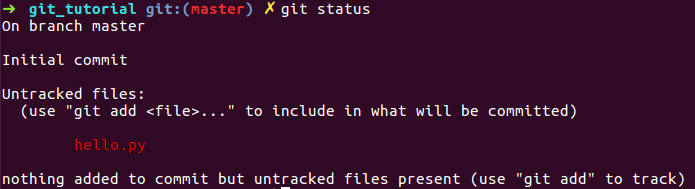 ➜ git_tutorial git:(master) ✗ git status
On branch master

Initial commit

Untracked files:
  (use "git add <file>..." to include in what will be committed)

        hello.py

nothing added to commit but untracked files present (use "git add" to track)